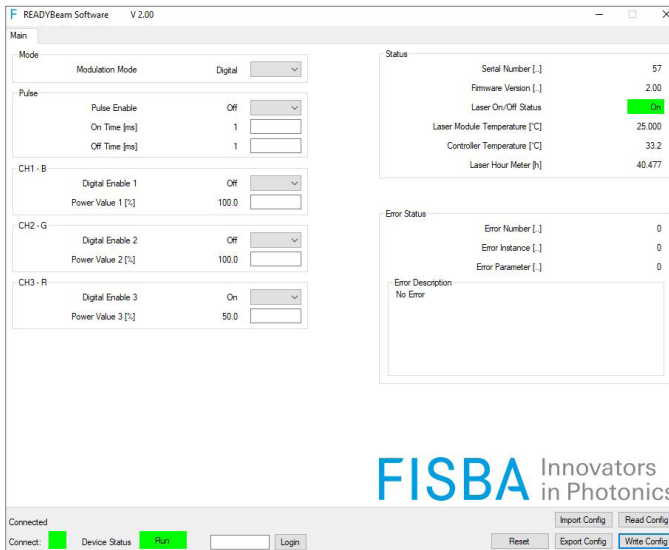 F READYBeam Software V 2.00
Main
Mode
Modulation Mode Digital
Pulse
Pulse Enable Off
On Time [ms] 1
Off Time [ms] 1
CH1 - B
Digital Enable 1 Off
Power Value 1 [%] 100.0
CH2 - G
Digital Enable 2 Off
Power Value 2 [%] 100.0
CH3 - R
Digital Enable 3 On
Power Value 3 [%] 50.0
Status
Serial Number [..] 57
Firmware Version [..] 2.00
Laser On/Off Status On
Laser Module Temperature [°C] 25.000
Controller Temperature [°C] 33.2
Laser Hour Meter [h] 40.477
Error Status
Error Number [..] 0
Error Instance [..] 0
Error Parameter [..] 0
Error Description
No Error
FISBA Innovators
in Photonics
Connected
Import Config Read Config
Connect: Device Status Run Login Reset Export Config Write Config